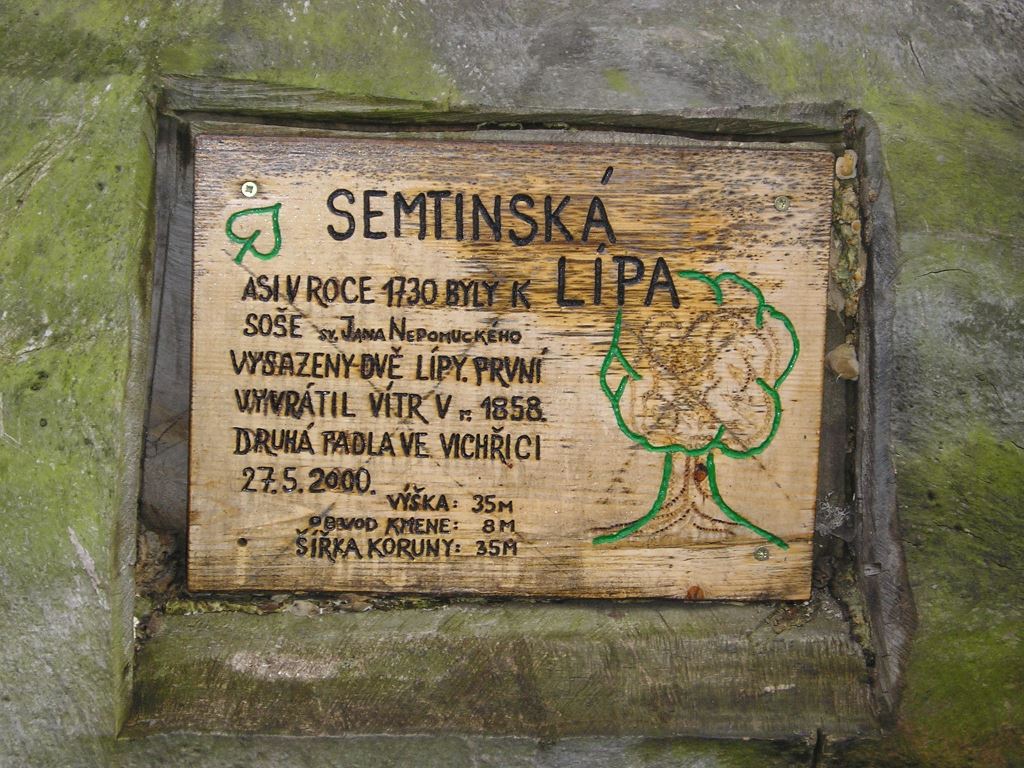 SEMTINSKÁ
LÍPA
ASI V ROCE 1730 BYLY K
SOŠE SV. JANA NEPOMUCKÉHO
VYSAZENY DVĚ LÍPY. PRVNÍ
VYVRÁTIL VÍTR V R. 1858.
DRUHÁ PADLA VE VICHŘICI
27.5.2000.
VÝŠKA: 35M
OBVOD KMENE: 8M
ŠÍŘKA KORUNY: 35M